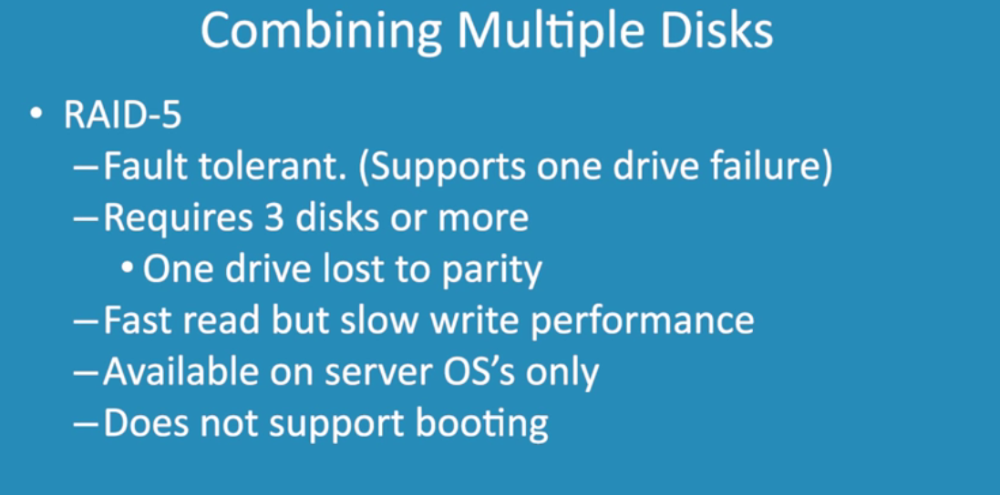 Combining Multiple Disks
• RAID-5
–Fault tolerant. (Supports one drive failure)
–Requires 3 disks or more
• One drive lost to parity
–Fast read but slow write performance
–Available on server OS’s only
–Does not support booting